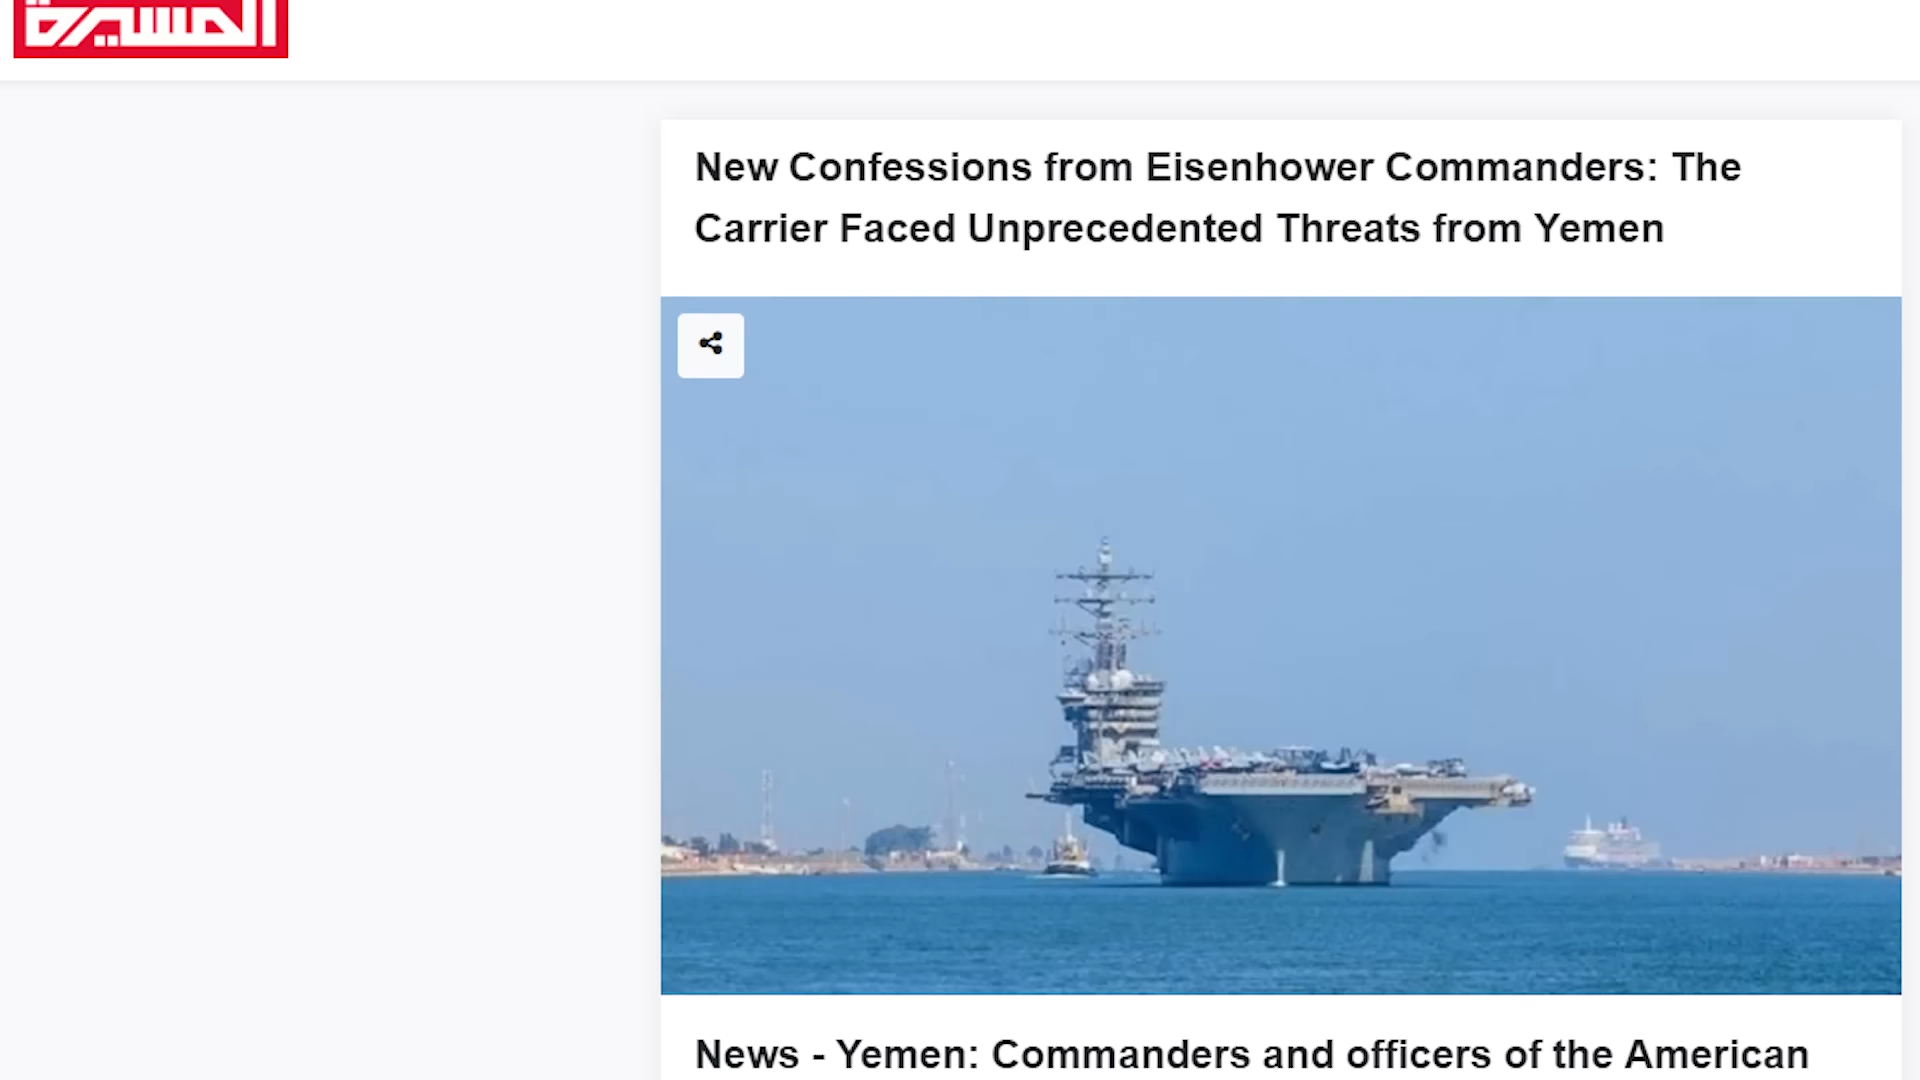 المسيرة
New Confessions from Eisenhower Commanders: The
Carrier Faced Unprecedented Threats from Yemen
News - Yemen: Commanders and officers of the American